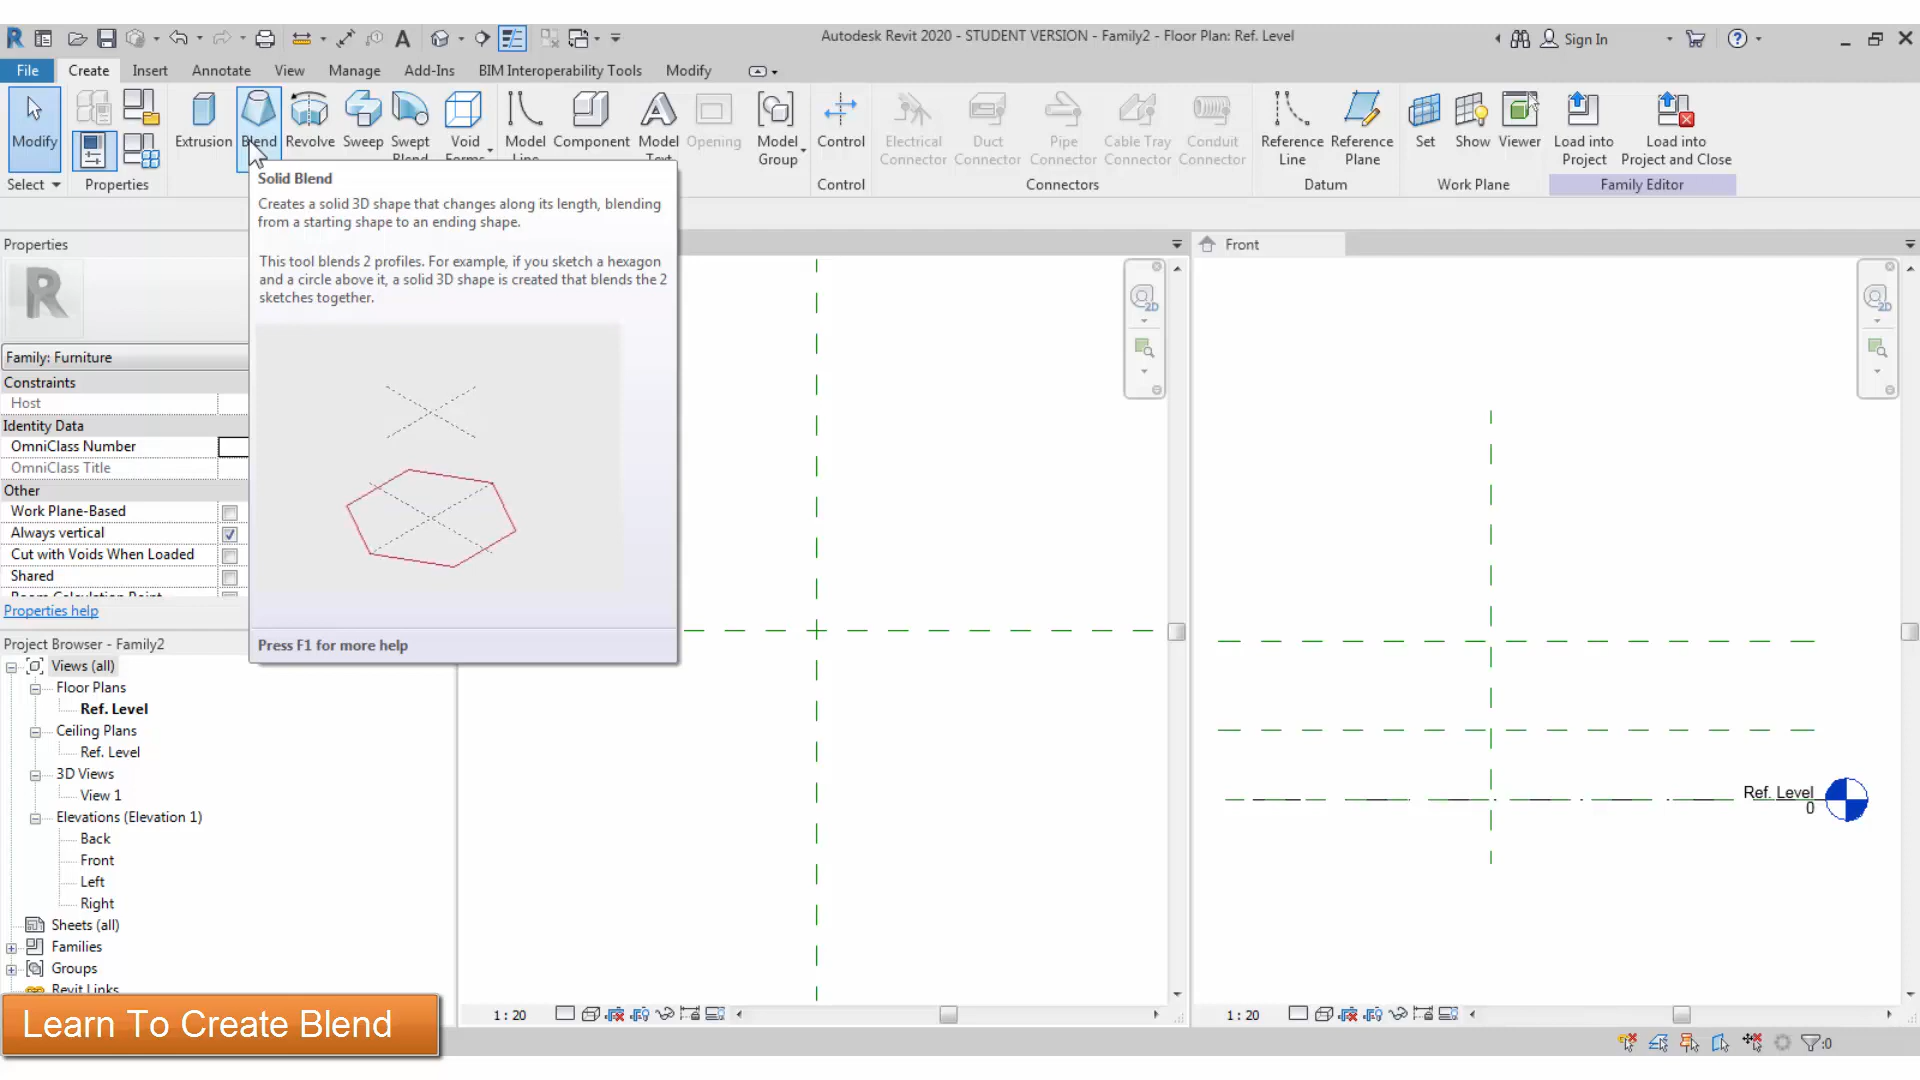 Autodesk Revit 2020 - STUDENT VERSION - Family2 - Floor Plan: Ref. Level
Sign In
File Create Insert Annotate View Manage Add-Ins BIM Interoperability Tools Modify
Modify
Extrusion Blend Revolve Sweep Swept Blend Void Forms
Model Line Component Model Text Opening Model Group
Control
Electrical Connector Duct Connector Pipe Connector Cable Tray Connector Conduit Connector
Reference Line Reference Plane
Set Show Viewer
Load into Project Load into Project and Close
Select Properties Control Connectors Datum Work Plane Family Editor
Solid Blend
Creates a solid 3D shape that changes along its length, blending
from a starting shape to an ending shape.
This tool blends 2 profiles. For example, if you sketch a hexagon
and a circle above it, a solid 3D shape is created that blends the 2
sketches together.
Press F1 for more help
Properties
R
Family: Furniture
Constraints
Host
Identity Data
OmniClass Number
OmniClass Title
Other
Work Plane-Based
Always vertical
Cut with Voids When Loaded
Shared
Properties help
Project Browser - Family2
Views (all)
Floor Plans
Ref. Level
Ceiling Plans
Ref. Level
3D Views
View 1
Elevations (Elevation 1)
Back
Front
Left
Right
Sheets (all)
Families
Groups
Revit Links
Learn To Create Blend
1 : 20
Front
2D
2D
Ref. Level
0
1 : 20
:0